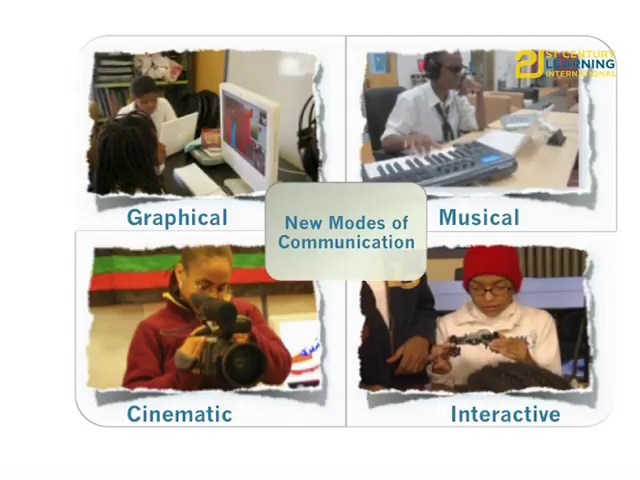 21ST CENTURY
LEARNING
INTERNATIONAL
Graphical
Musical
New Modes of
Communication
Cinematic
Interactive